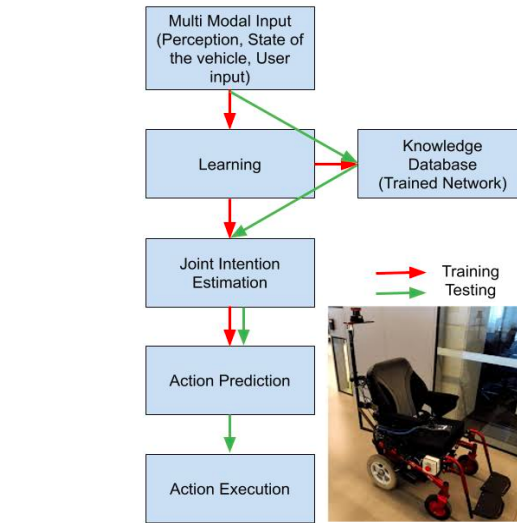 Multi Modal Input
(Perception, State of
the vehicle, User
input)
Learning
Knowledge
Database
(Trained Network)
Joint Intention
Estimation
Training
Testing
Action Prediction
Action Execution